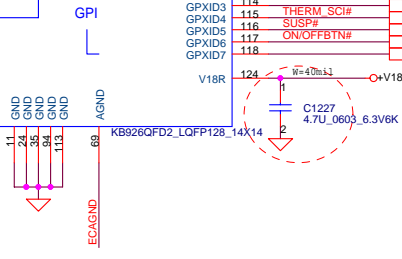 GPI
GPXID3
GPXID4
GPXID5
GPXID6
GPXID7
114
115
116
117
118
THERM_SCI#
SUSP#
ON/OFFBTN#
V18R
124
W=40mil
+V18
1
C1227
4.7U_0603_6.3V6K
2
GND
GND
GND
GND
GND
AGND
KB926QFD2_LQFP128_14X14
11
24
35
94
113
69
ECAGND